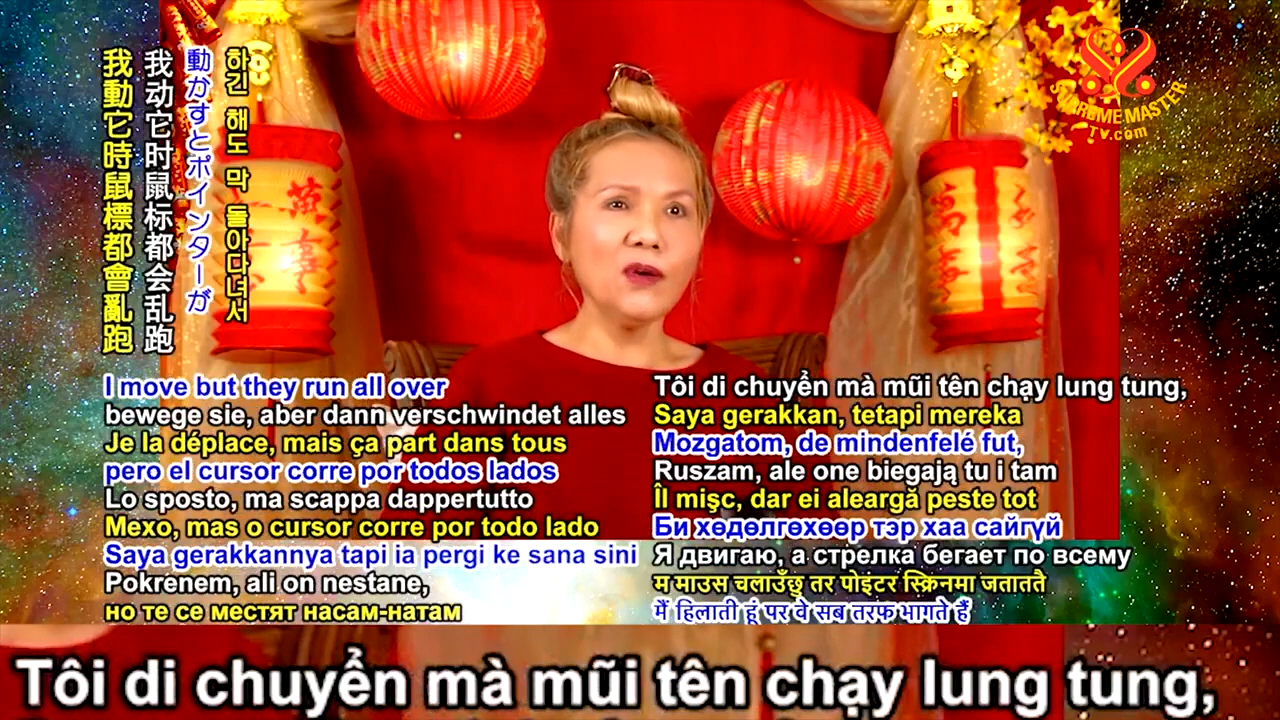 SUPREME MASTER
TV.com
我動它時鼠標都會亂跑
我动它时鼠标都会乱跑
動かすとポインターが
하긴 해도 막 돌아다녀서
I move but they run all over
bewege sie, aber dann verschwindet alles
Je la déplace, mais ça part dans tous
pero el cursor corre por todos lados
Lo sposto, ma scappa dappertutto
Mexo, mas o cursor corre por todo lado
Saya gerakkannya tapi ia pergi ke sana sini
Pokrenem, ali on nestane,
но те се местят насам-натам
Tôi di chuyển mà mũi tên chạy lung tung,
Saya gerakkan, tetapi mereka
Mozgatom, de mindenfelé fut,
Ruszam, ale one biegają tu i tam
Îl mişc, dar ei aleargă peste tot
Би хөдөлгөхөөр тэр хаа сайгүй
Я двигаю, а стрелка бегает по всему
म माउस चलाउँछु तर पोइंटर स्क्रिनमा जताततै
मैं हिलाती हूं पर वे सब तरफ भागते हैं
Tôi di chuyển mà mũi tên chạy lung tung,